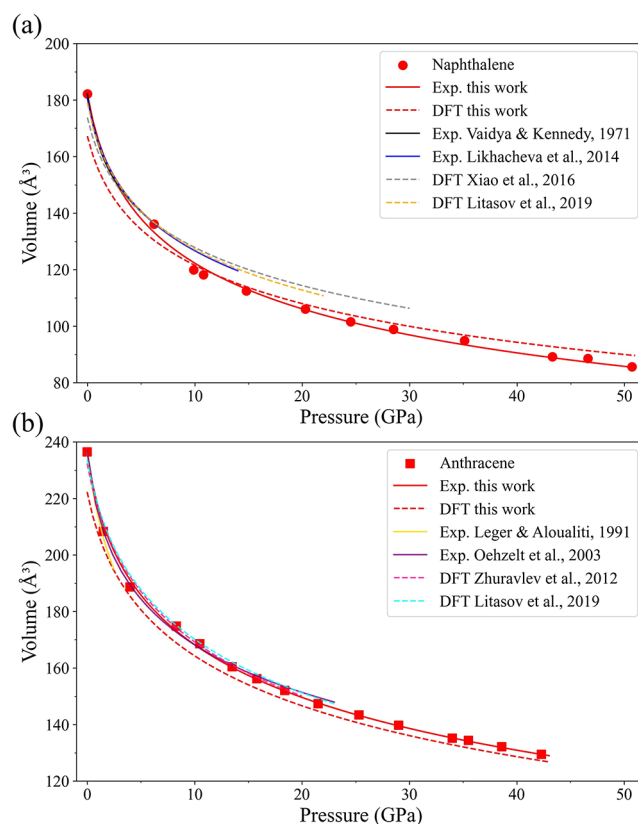 (a)
200
180
160
140
120
100
80
Volume (Å³)
Naphthalene
Exp. this work
DFT this work
Exp. Vaidya & Kennedy, 1971
Exp. Likhacheva et al., 2014
DFT Xiao et al., 2016
DFT Litasov et al., 2019
0 10 20 30 40 50
Pressure (GPa)
(b)
240
220
200
180
160
140
120
Volume (Å³)
Anthracene
Exp. this work
DFT this work
Exp. Leger & Aloualiti, 1991
Exp. Oehzelt et al., 2003
DFT Zhuravlev et al., 2012
DFT Litasov et al., 2019
0 10 20 30 40 50
Pressure (GPa)